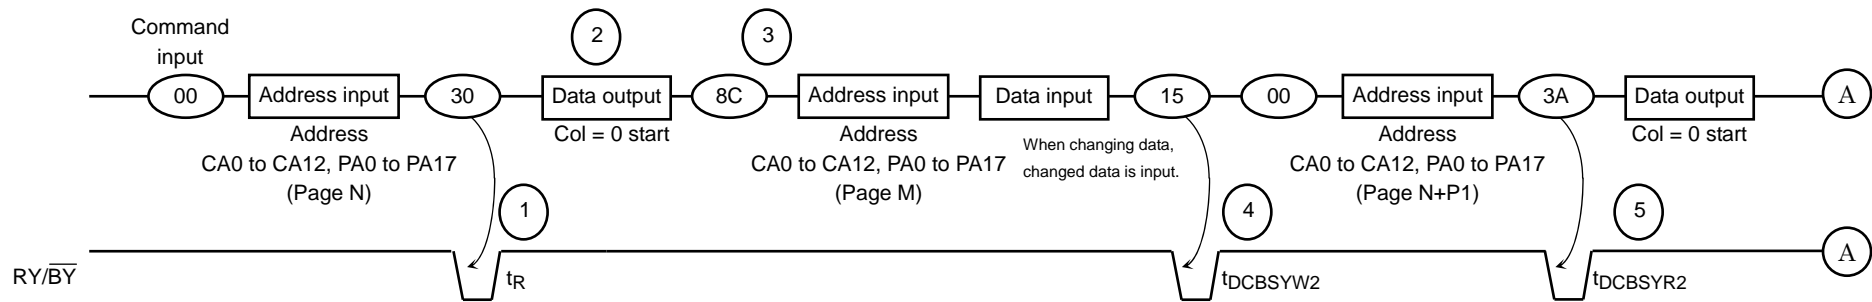 Command
input
2
3
00
Address input
30
Data output
8C
Address input
Data input
15
00
Address input
3A
Data output
A
Address
CA0 to CA12, PA0 to PA17
(Page N)
Col = 0 start
Address
CA0 to CA12, PA0 to PA17
(Page M)
When changing data,
changed data is input.
Address
CA0 to CA12, PA0 to PA17
(Page N+P1)
Col = 0 start
1
4
5
RY/BY
tR
tDCBSYW2
tDCBSYR2
A